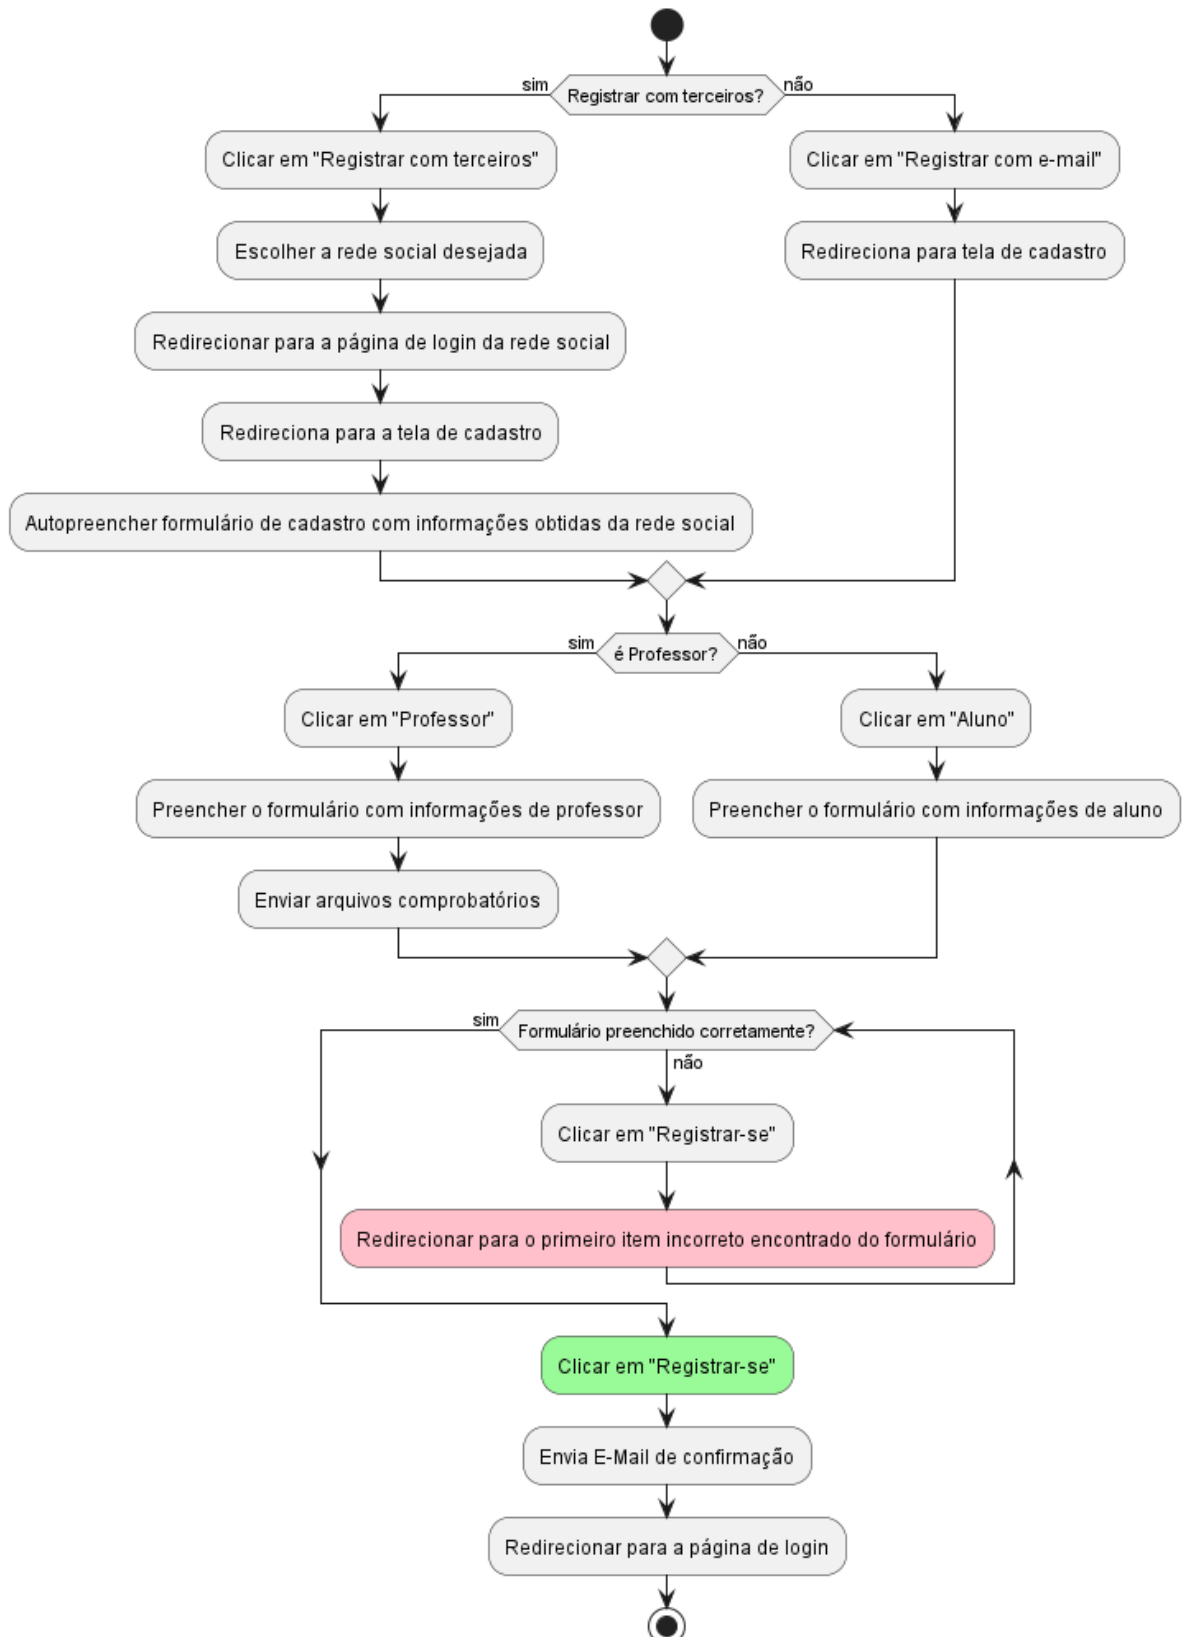 sim
Registrar com terceiros?
não
Clicar em "Registrar com terceiros"
Clicar em "Registrar com e-mail"
Escolher a rede social desejada
Redireciona para tela de cadastro
Redirecionar para a página de login da rede social
Redireciona para a tela de cadastro
Autopreencher formulário de cadastro com informações obtidas da rede social
sim
é Professor?
não
Clicar em "Professor"
Clicar em "Aluno"
Preencher o formulário com informações de professor
Preencher o formulário com informações de aluno
Enviar arquivos comprobatórios
sim
Formulário preenchido corretamente?
não
Clicar em "Registrar-se"
Redirecionar para o primeiro item incorreto encontrado do formulário
Clicar em "Registrar-se"
Envia E-Mail de confirmação
Redirecionar para a página de login